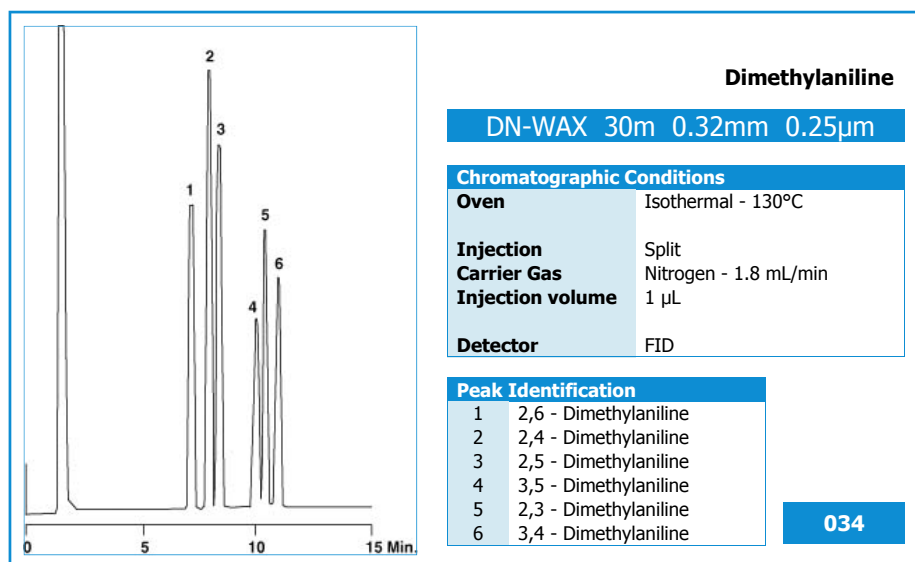 Dimethylaniline
DN-WAX 30m 0.32mm 0.25µm
Chromatographic Conditions
Oven Isothermal - 130°C
Injection Split
Carrier Gas Nitrogen - 1.8 mL/min
Injection volume 1 µL
Detector FID
Peak Identification
1 2,6 - Dimethylaniline
2 2,4 - Dimethylaniline
3 2,5 - Dimethylaniline
4 3,5 - Dimethylaniline
5 2,3 - Dimethylaniline
6 3,4 - Dimethylaniline
034
2
3
1
5
6
4
0 5 10 15 Min.